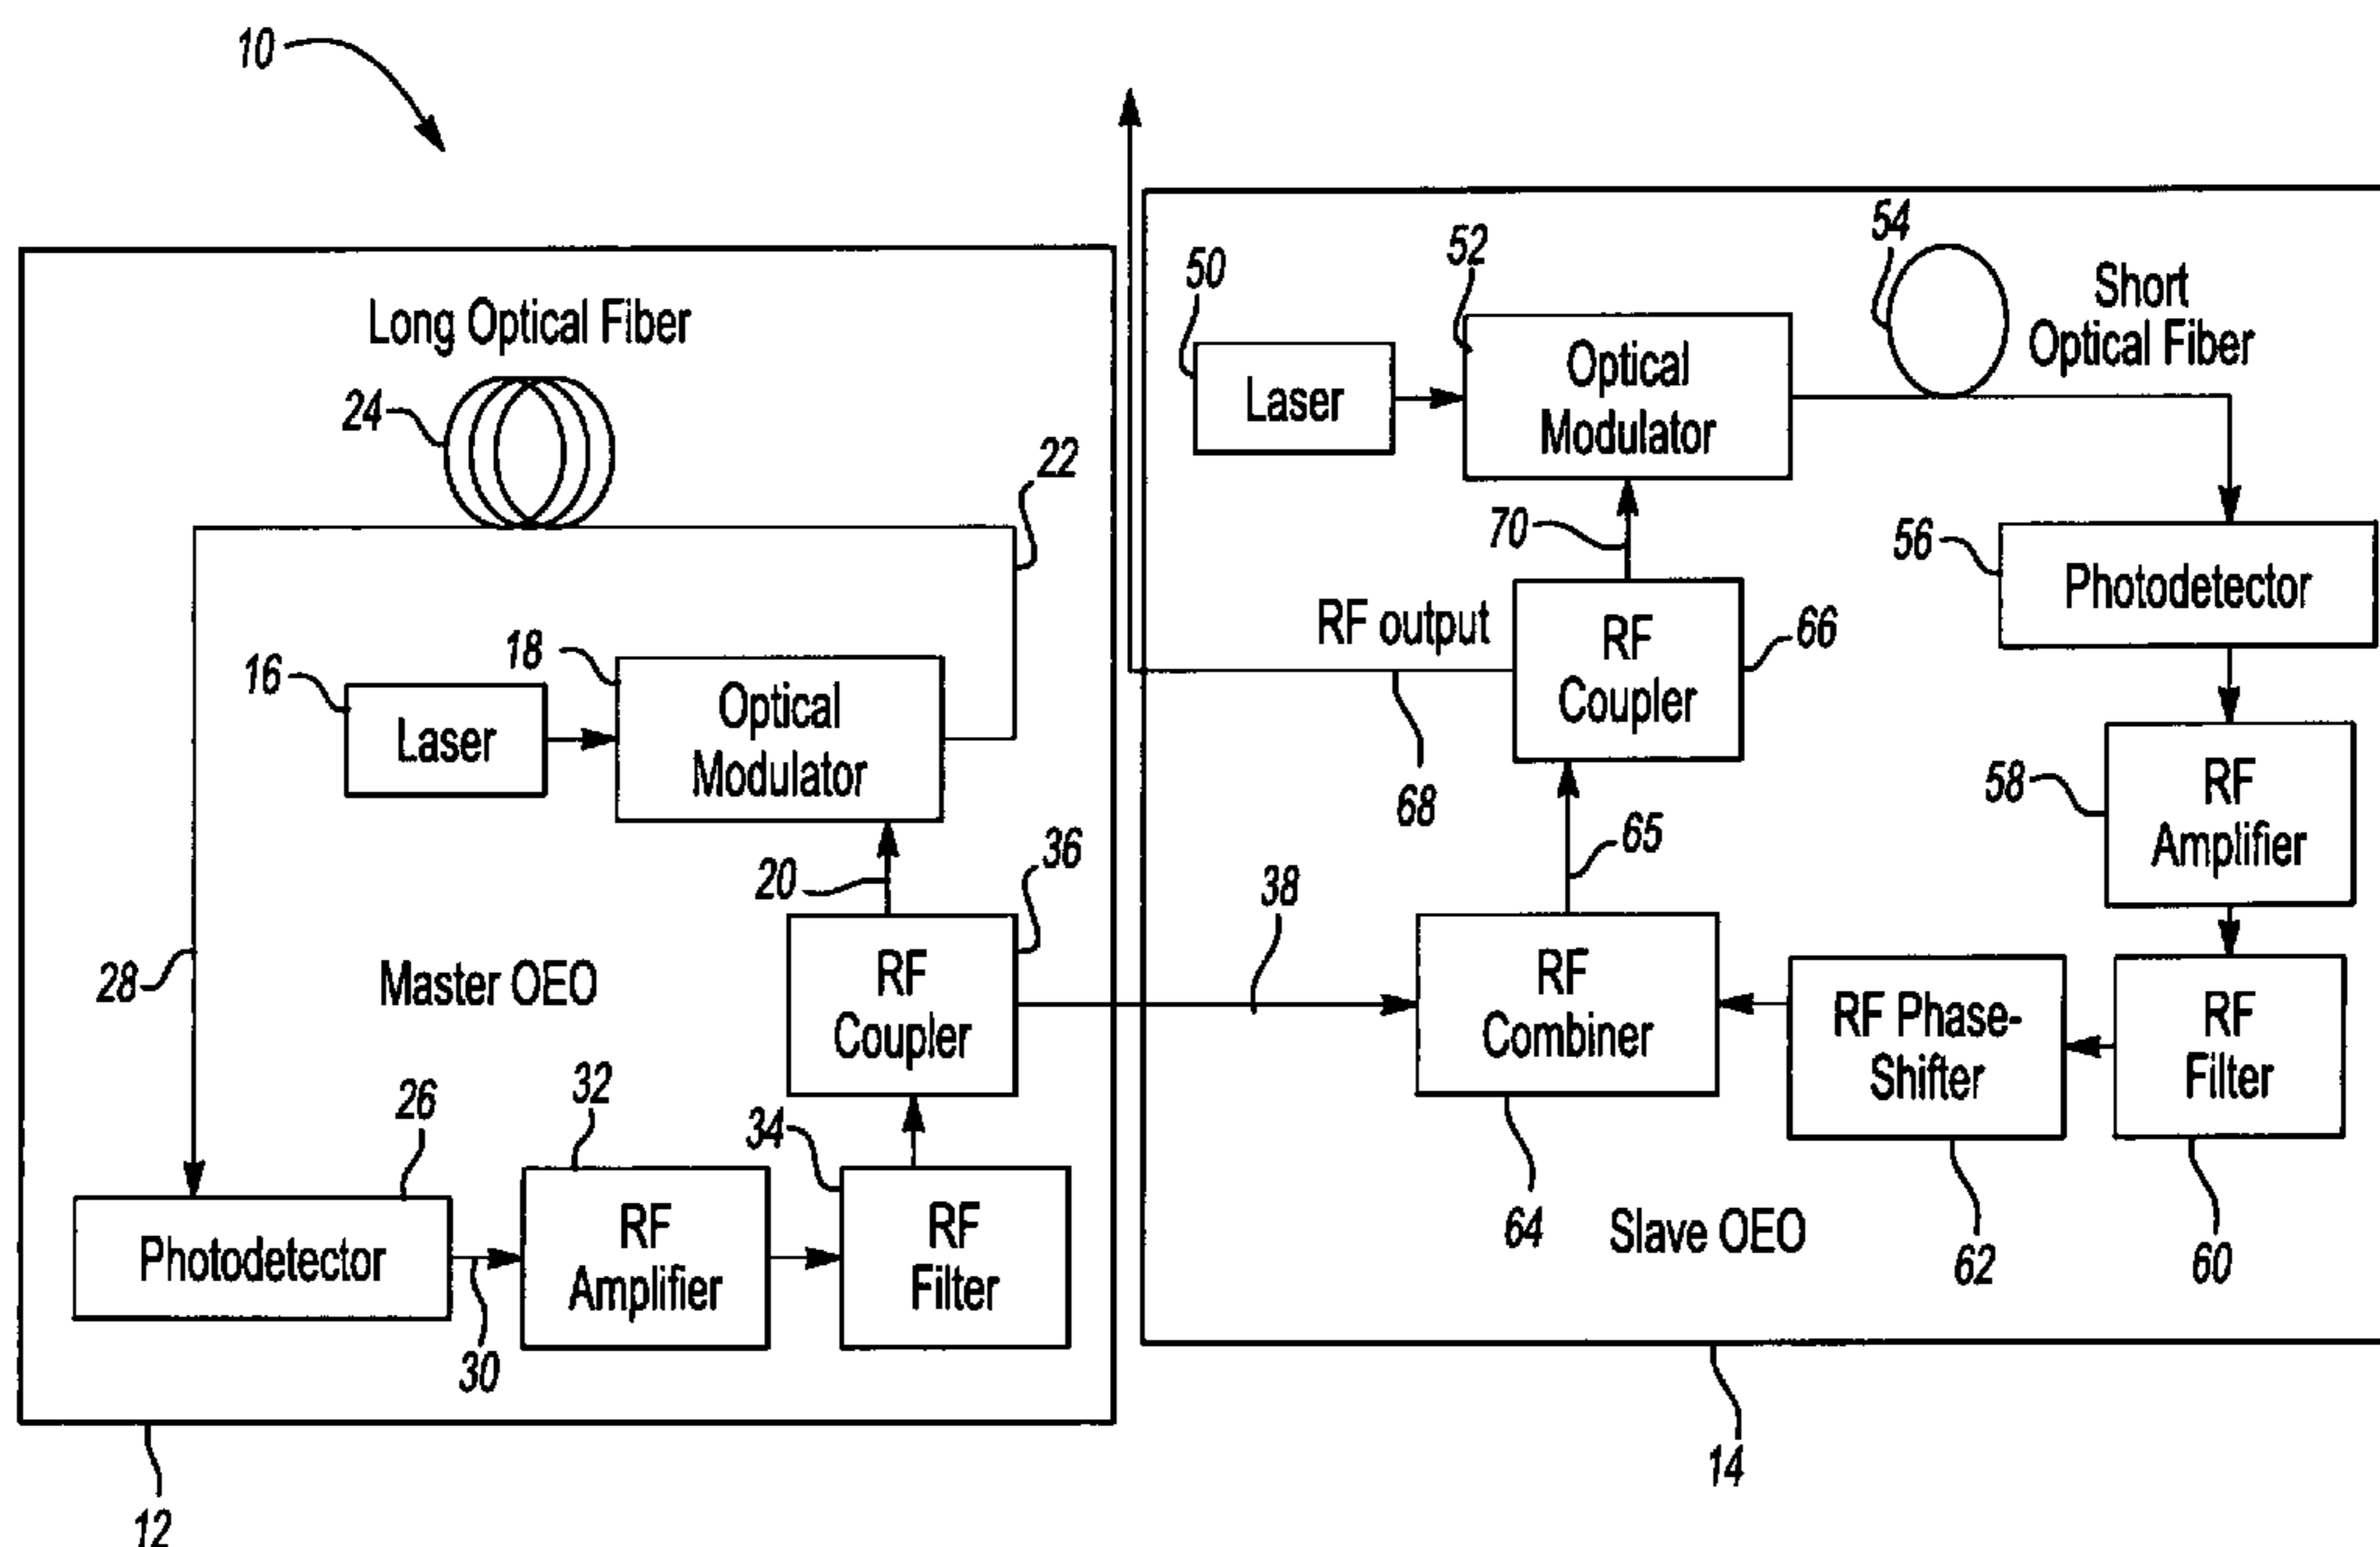 10
Long Optical Fiber
24
22
16
18
Laser
Optical
Modulator
20
36
28
Master OEO
RF
Coupler
38
26
32
34
Photodetector
RF
Amplifier
RF
Filter
30
12
50
52
54
Short
Optical Fiber
Laser
Optical
Modulator
70
56
Photodetector
RF output
RF
Coupler
66
68
58
RF
Amplifier
65
RF
Combiner
RF Phase-
Shifter
RF
Filter
64
Slave OEO
62
60
14